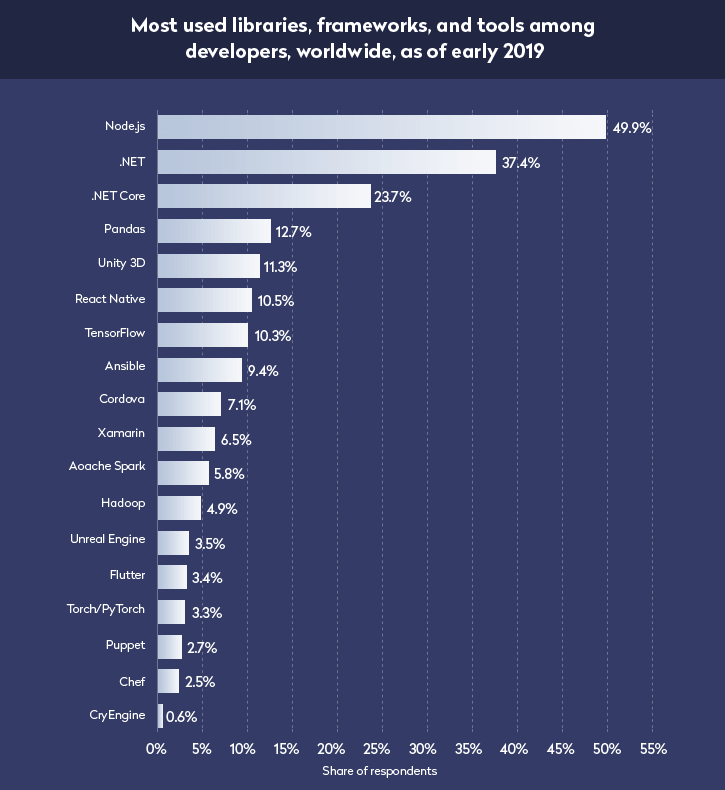 Most used libraries, frameworks, and tools among
developers, worldwide, as of early 2019
Node.js 49.9%
.NET 37.4%
.NET Core 23.7%
Pandas 12.7%
Unity 3D 11.3%
React Native 10.5%
TensorFlow 10.3%
Ansible 9.4%
Cordova 7.1%
Xamarin 6.5%
Aoache Spark 5.8%
Hadoop 4.9%
Unreal Engine 3.5%
Flutter 3.4%
Torch/PyTorch 3.3%
Puppet 2.7%
Chef 2.5%
CryEngine 0.6%
0% 5% 10% 15% 20% 25% 30% 35% 40% 45% 50% 55%
Share of respondents